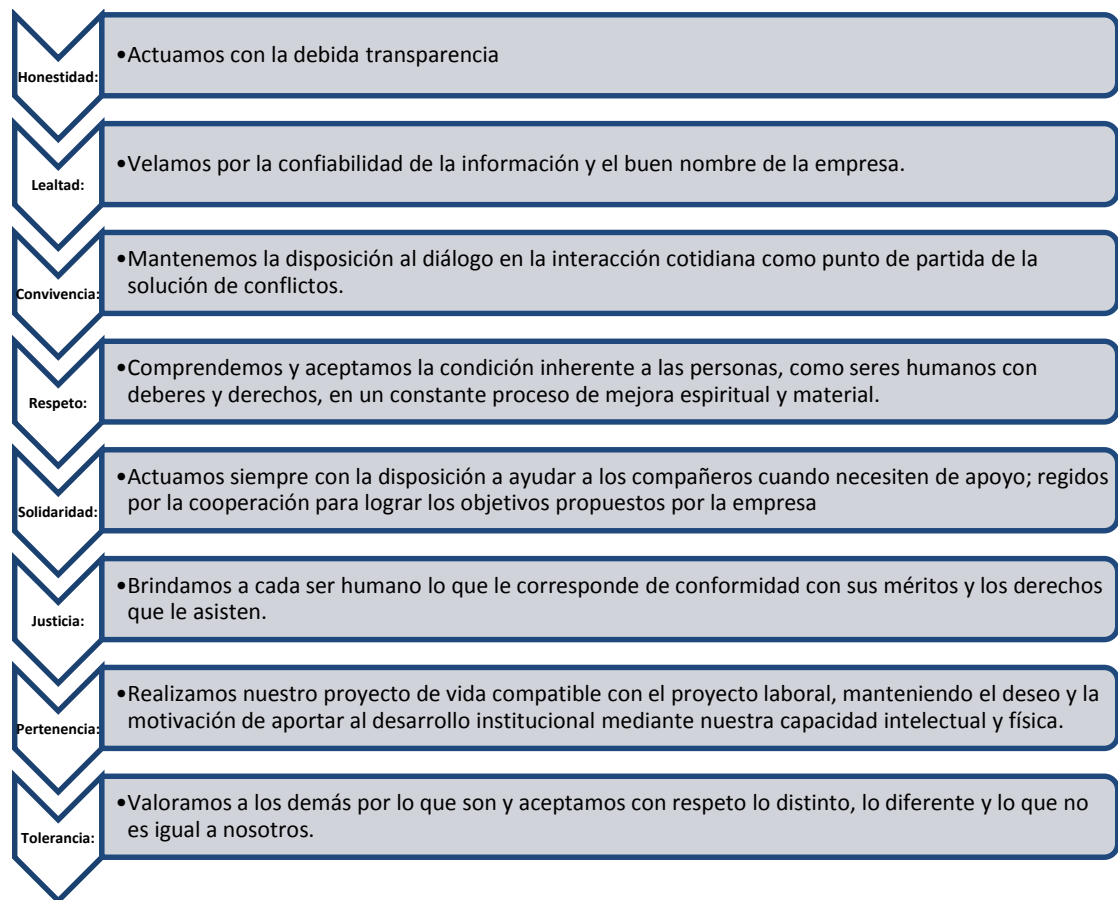 Honestidad:
•Actuamos con la debida transparencia
Lealtad:
•Velamos por la confiabilidad de la información y el buen nombre de la empresa.
Convivencia:
•Mantenemos la disposición al diálogo en la interacción cotidiana como punto de partida de la
solución de conflictos.
Respeto:
•Comprendemos y aceptamos la condición inherente a las personas, como seres humanos con
deberes y derechos, en un constante proceso de mejora espiritual y material.
Solidaridad:
•Actuamos siempre con la disposición a ayudar a los compañeros cuando necesiten de apoyo; regidos
por la cooperación para lograr los objetivos propuestos por la empresa
Justicia:
•Brindamos a cada ser humano lo que le corresponde de conformidad con sus méritos y los derechos
que le asisten.
Pertenencia:
•Realizamos nuestro proyecto de vida compatible con el proyecto laboral, manteniendo el deseo y la
motivación de aportar al desarrollo institucional mediante nuestra capacidad intelectual y física.
Tolerancia:
•Valoramos a los demás por lo que son y aceptamos con respeto lo distinto, lo diferente y lo que no
es igual a nosotros.